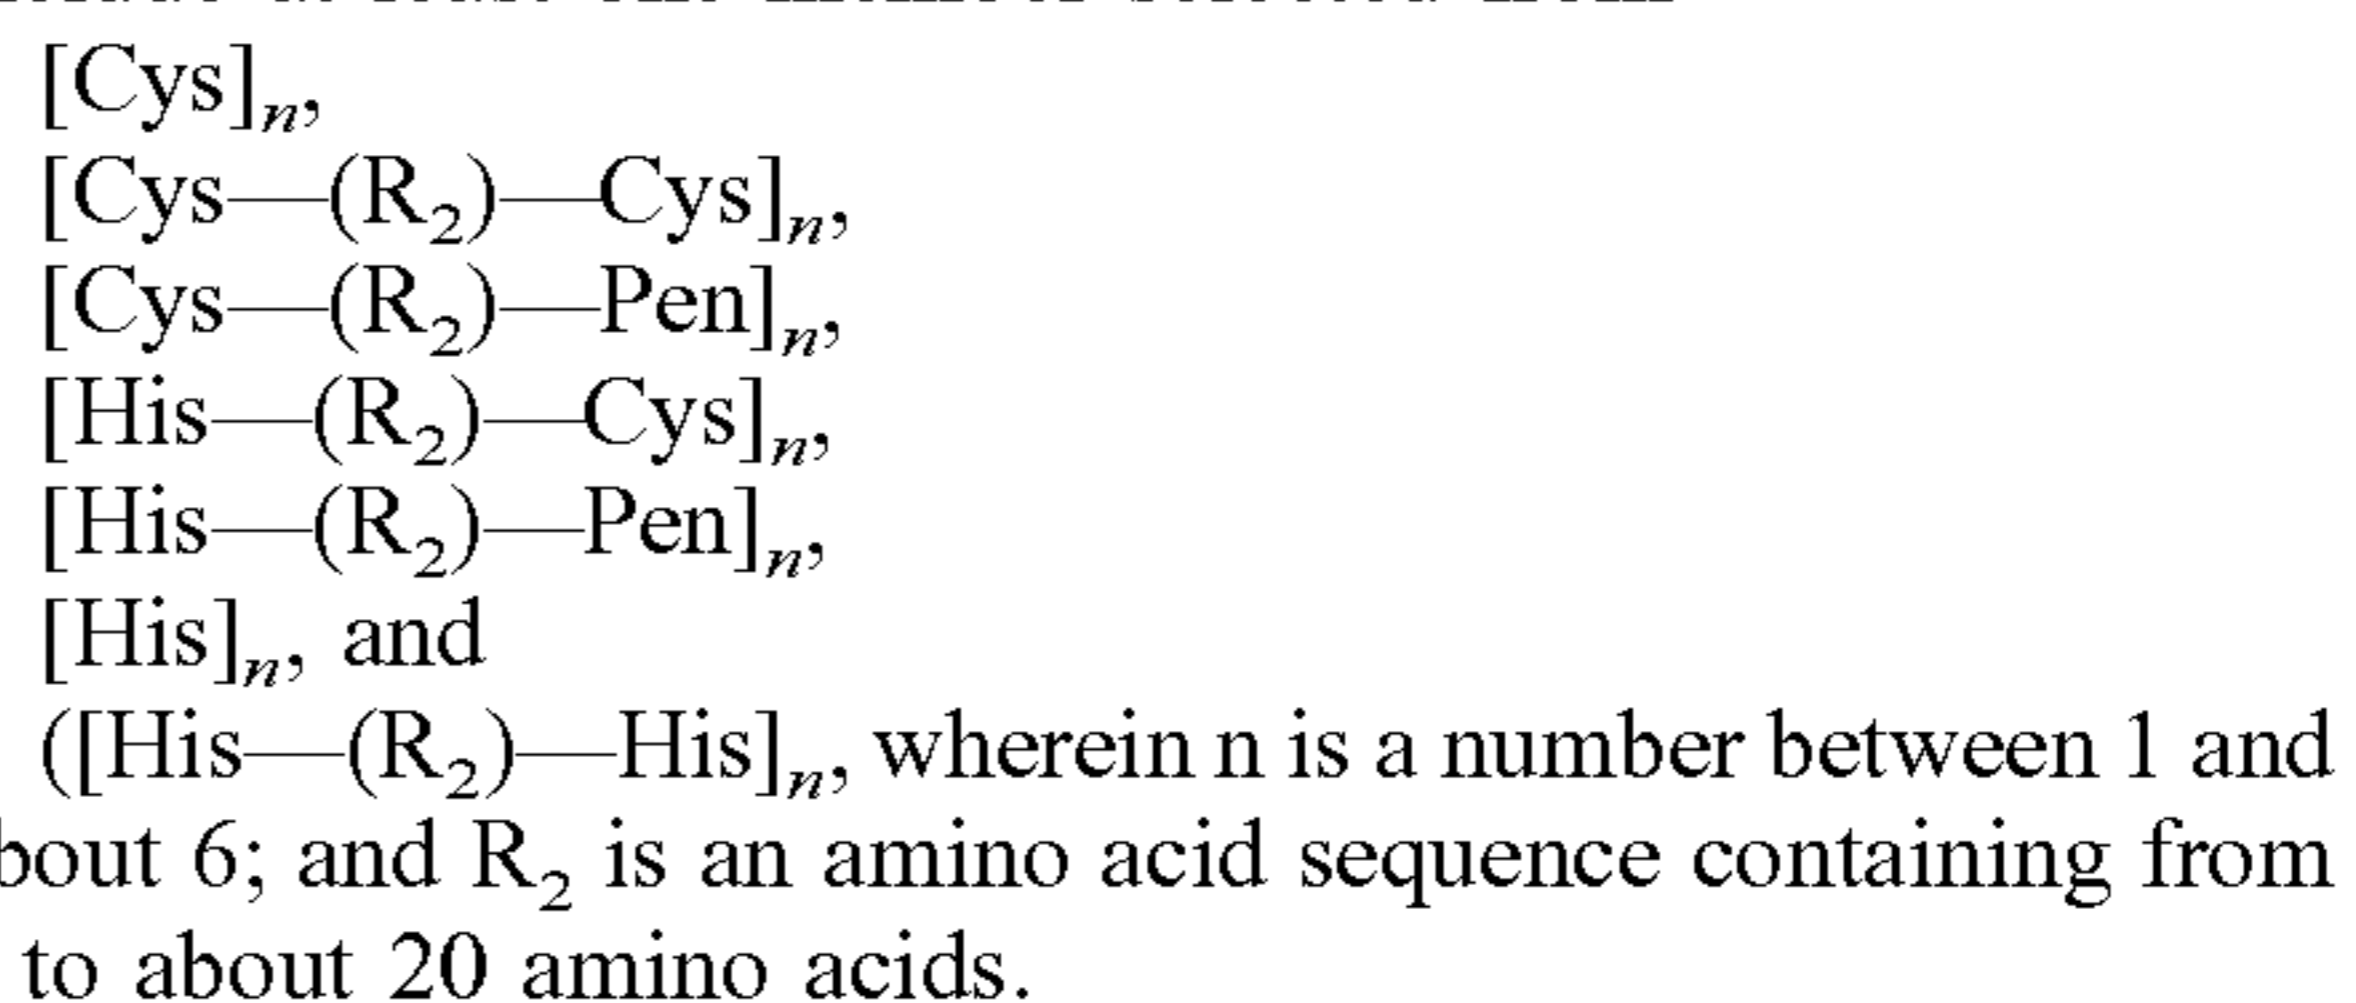 [Cys]n,
[Cys—(R2)—Cys]n,
[Cys—(R2)—Pen]n,
[His—(R2)—Cys]n,
[His—(R2)—Pen]n,
[His]n, and
([His—(R2)—His]n, wherein n is a number between 1 and
bout 6; and R2 is an amino acid sequence containing from
to about 20 amino acids.